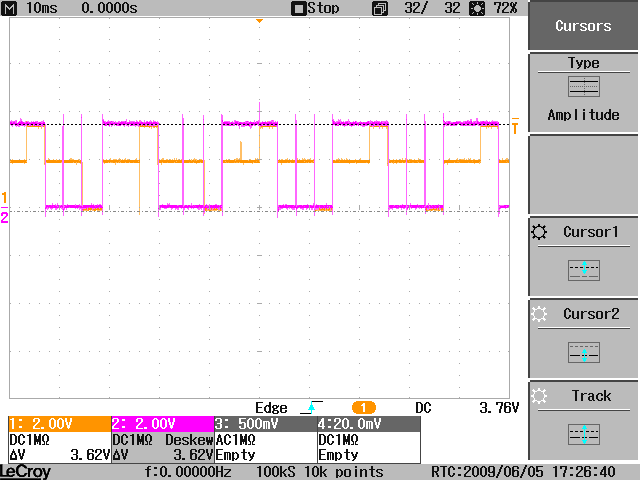 M 10ms 0.0000s Stop 32/ 32 72%
Cursors
Type
Amplitude
T
1
2
Cursor1
Cursor2
Track
Edge 1 DC 3.76V
1: 2.00V 2: 2.00V 3: 500mV 4:20.0mV
DC1MΩ DC1MΩ Deskew AC1MΩ DC1MΩ
ΔV 3.62V ΔV 3.62V Empty Empty
LeCroy f:0.00000Hz 100kS 10k points RTC:2009/06/05 17:26:40